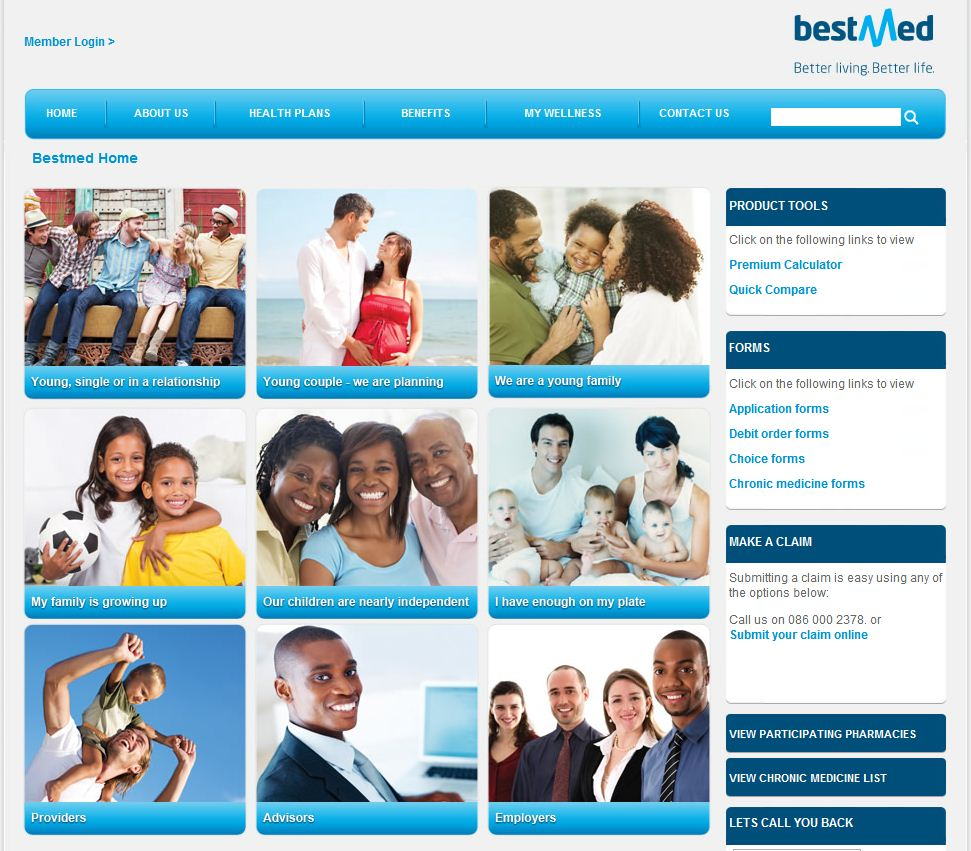 Member Login >
bestMed
Better living. Better life.
HOME
ABOUT US
HEALTH PLANS
BENEFITS
MY WELLNESS
CONTACT US
Bestmed Home
Young, single or in a relationship
Young couple - we are planning
We are a young family
My family is growing up
Our children are nearly independent
I have enough on my plate
Providers
Advisors
Employers
PRODUCT TOOLS
Click on the following links to view
Premium Calculator
Quick Compare
FORMS
Click on the following links to view
Application forms
Debit order forms
Choice forms
Chronic medicine forms
MAKE A CLAIM
Submitting a claim is easy using any of
the options below:
Call us on 086 000 2378. or
Submit your claim online
VIEW PARTICIPATING PHARMACIES
VIEW CHRONIC MEDICINE LIST
LETS CALL YOU BACK